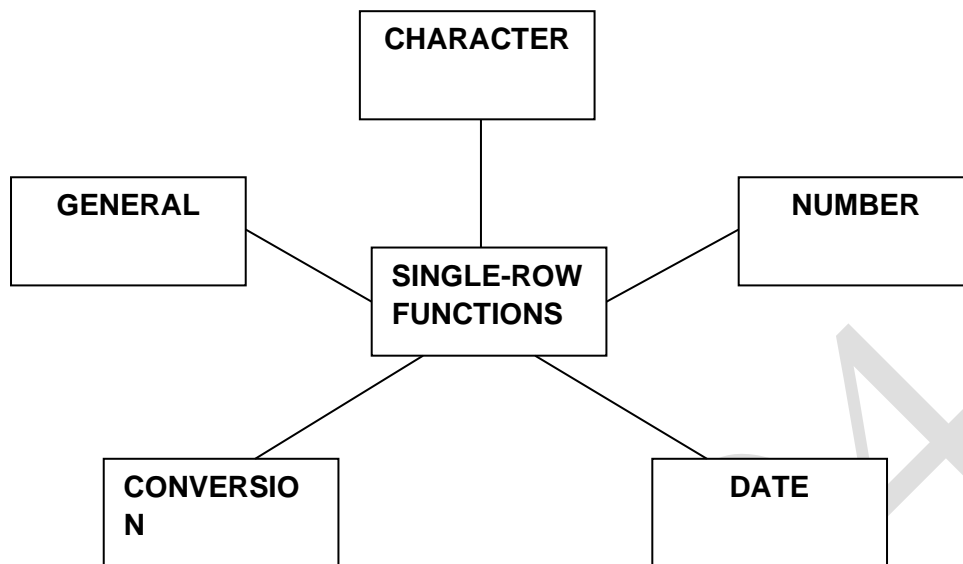 CHARACTER
GENERAL
NUMBER
SINGLE-ROW
FUNCTIONS
CONVERSIO
N
DATE